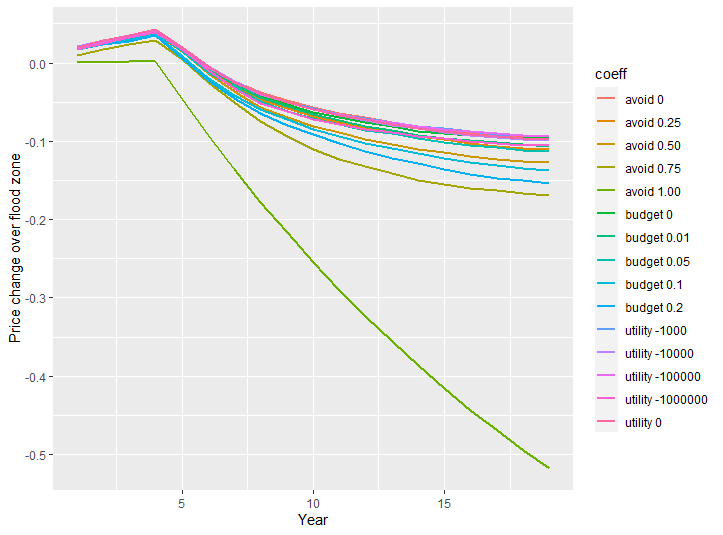 0.0
-0.1
-0.2
-0.3
-0.4
-0.5
Price change over flood zone
5
10
15
Year
coeff
avoid 0
avoid 0.25
avoid 0.50
avoid 0.75
avoid 1.00
budget 0
budget 0.01
budget 0.05
budget 0.1
budget 0.2
utility -1000
utility -10000
utility -100000
utility -1000000
utility 0